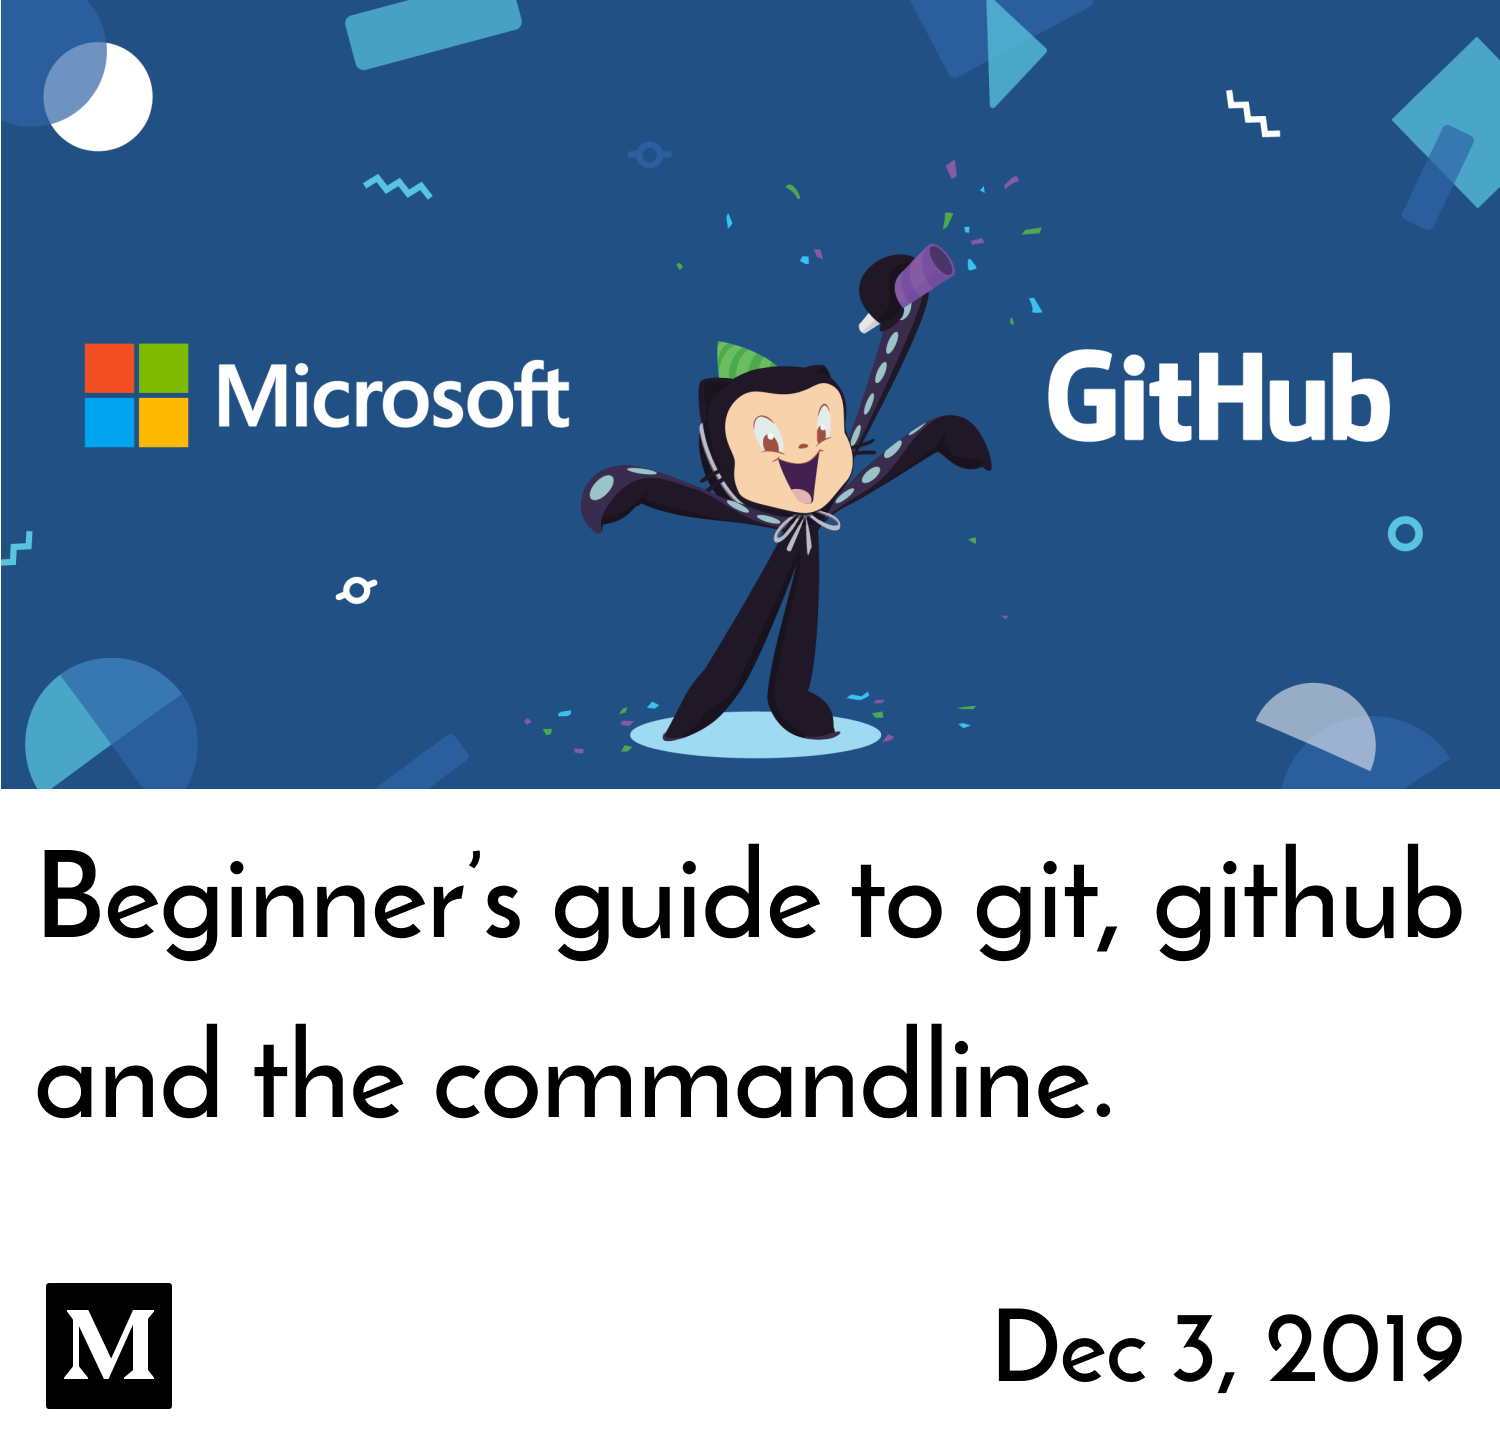 Microsoft
GitHub
Beginner’s guide to git, github
and the commandline.
M
Dec 3, 2019